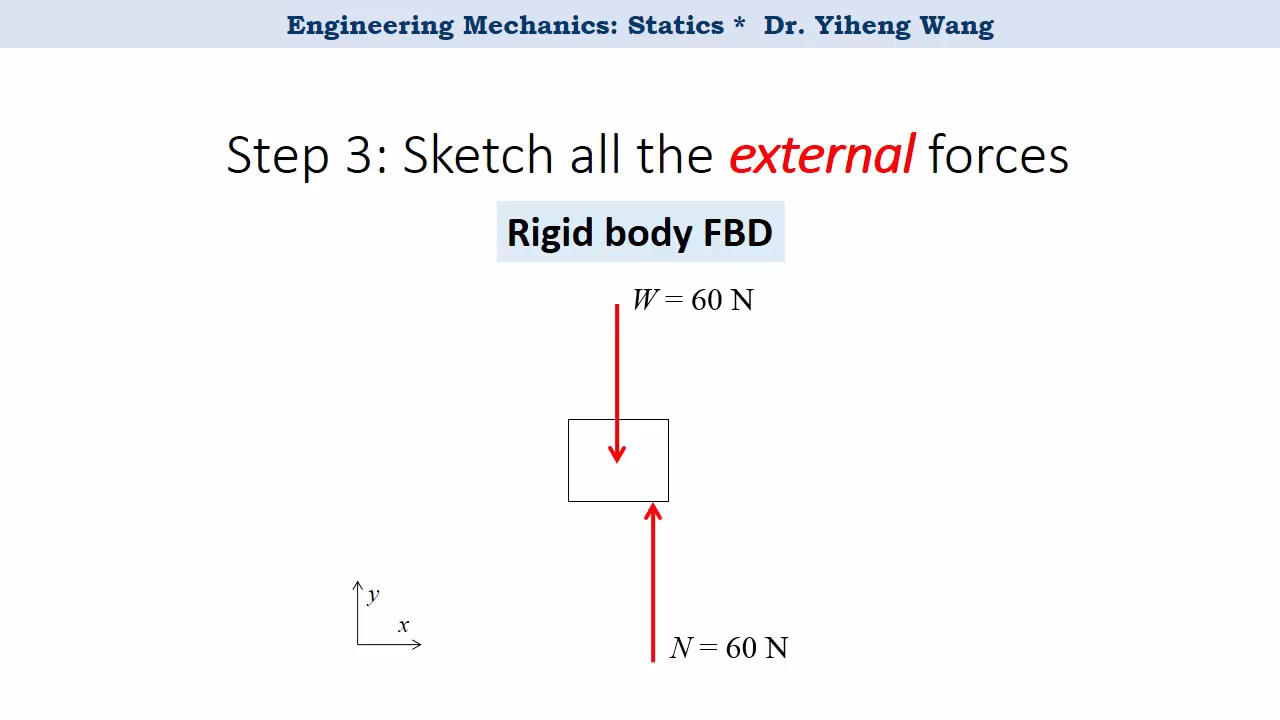 Engineering Mechanics: Statics * Dr. Yiheng Wang
Step 3: Sketch all the external forces
Rigid body FBD
W = 60 N
y
x
N = 60 N